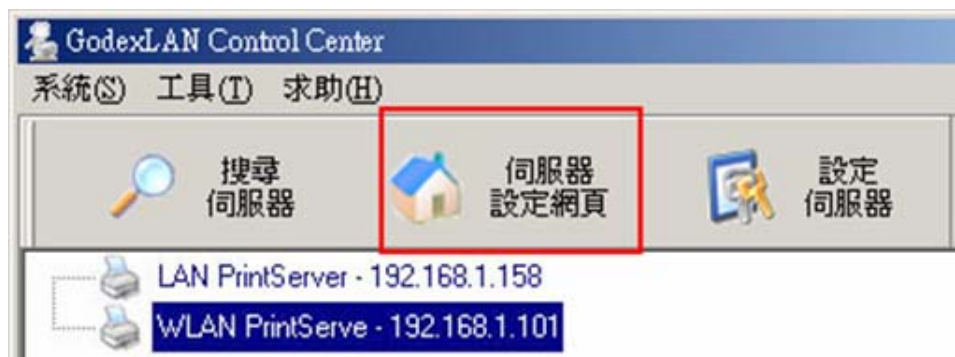 GodexLAN Control Center
系統(S) 工具(T) 求助(H)
搜尋
伺服器
伺服器
設定網頁
設定
伺服器
LAN PrintServer - 192.168.1.158
WLAN PrintServe - 192.168.1.101